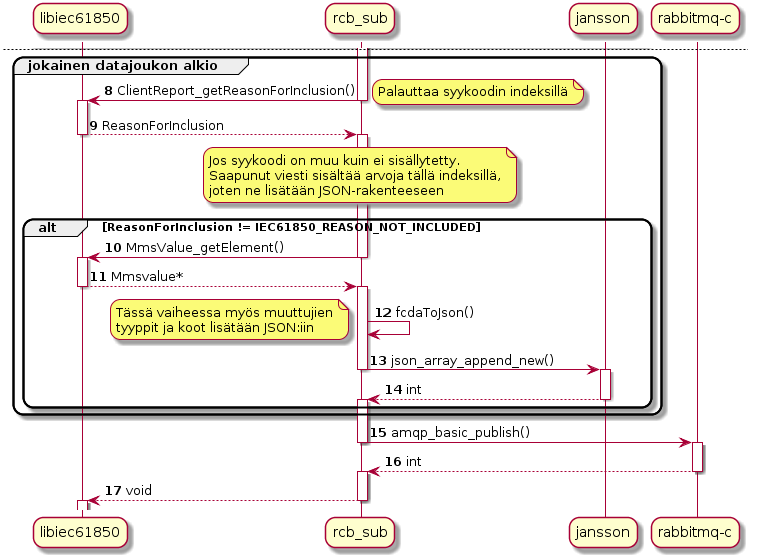 libiec61850
rcb_sub
jansson
rabbitmq-c
jokainen datajoukon alkio
8 ClientReport_getReasonForInclusion()
Palauttaa syykoodin indeksillä
9 ReasonForInclusion
Jos syykoodi on muu kuin ei sisällytetty.
Saapunut viesti sisältää arvoja tällä indeksillä,
joten ne lisätään JSON-rakenteeseen
alt
[ReasonForInclusion != IEC61850_REASON_NOT_INCLUDED]
10 MmsValue_getElement()
11 Mmsvalue*
Tässä vaiheessa myös muuttujien
tyyppit ja koot lisätään JSON:iin
12 fcdaToJson()
13 json_array_append_new()
14 int
15 amqp_basic_publish()
16 int
17 void
libiec61850
rcb_sub
jansson
rabbitmq-c